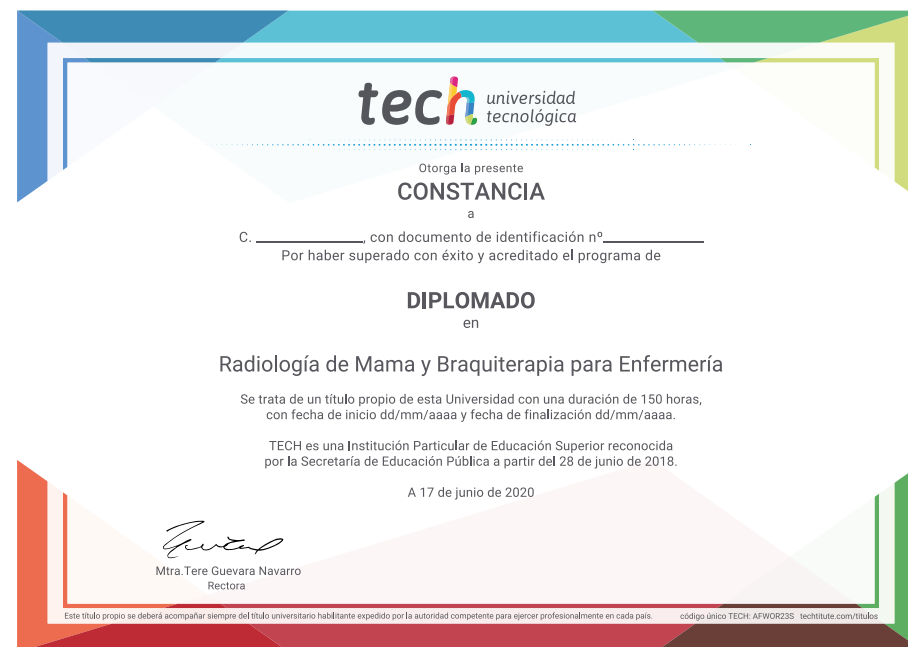 tech universidad
tecnológica
Otorga la presente
CONSTANCIA
a
C. ______________, con documento de identificación nº_____________
Por haber superado con éxito y acreditado el programa de
DIPLOMADO
en
Radiología de Mama y Braquiterapia para Enfermería
Se trata de un título propio de esta Universidad con una duración de 150 horas,
con fecha de inicio dd/mm/aaaa y fecha de finalización dd/mm/aaaa.
TECH es una Institución Particular de Educación Superior reconocida
por la Secretaría de Educación Pública a partir del 28 de junio de 2018.
A 17 de junio de 2020
Mtra.Tere Guevara Navarro
Rectora
Este título propio se deberá acompañar siempre del título universitario habilitante expedido por la autoridad competente para ejercer profesionalmente en cada país. código único TECH: AFWOR23S techtitute.com/titulos